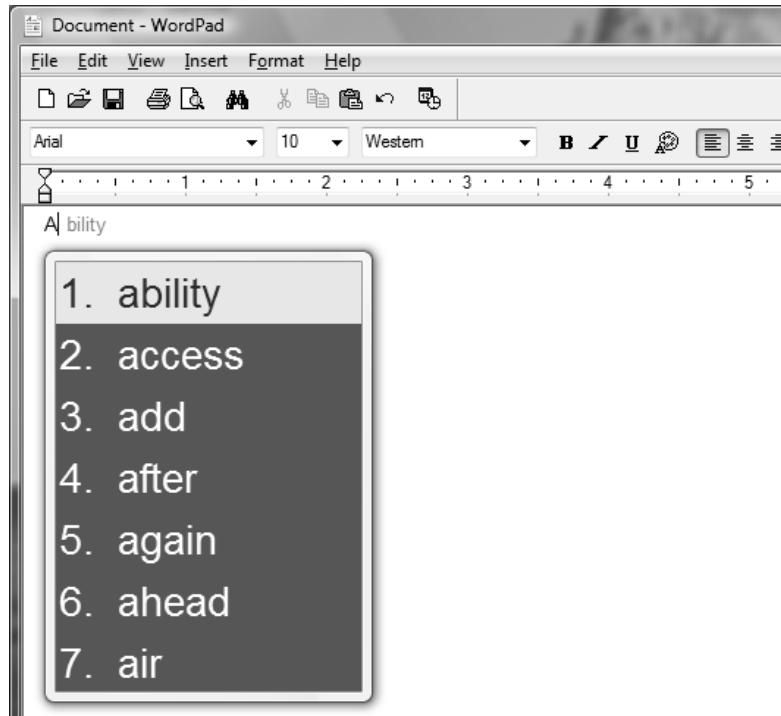 Document - WordPad
File Edit View Insert Format Help
Arial 10 Western B I U
1 2 3 4 5
A bility
1. ability
2. access
3. add
4. after
5. again
6. ahead
7. air